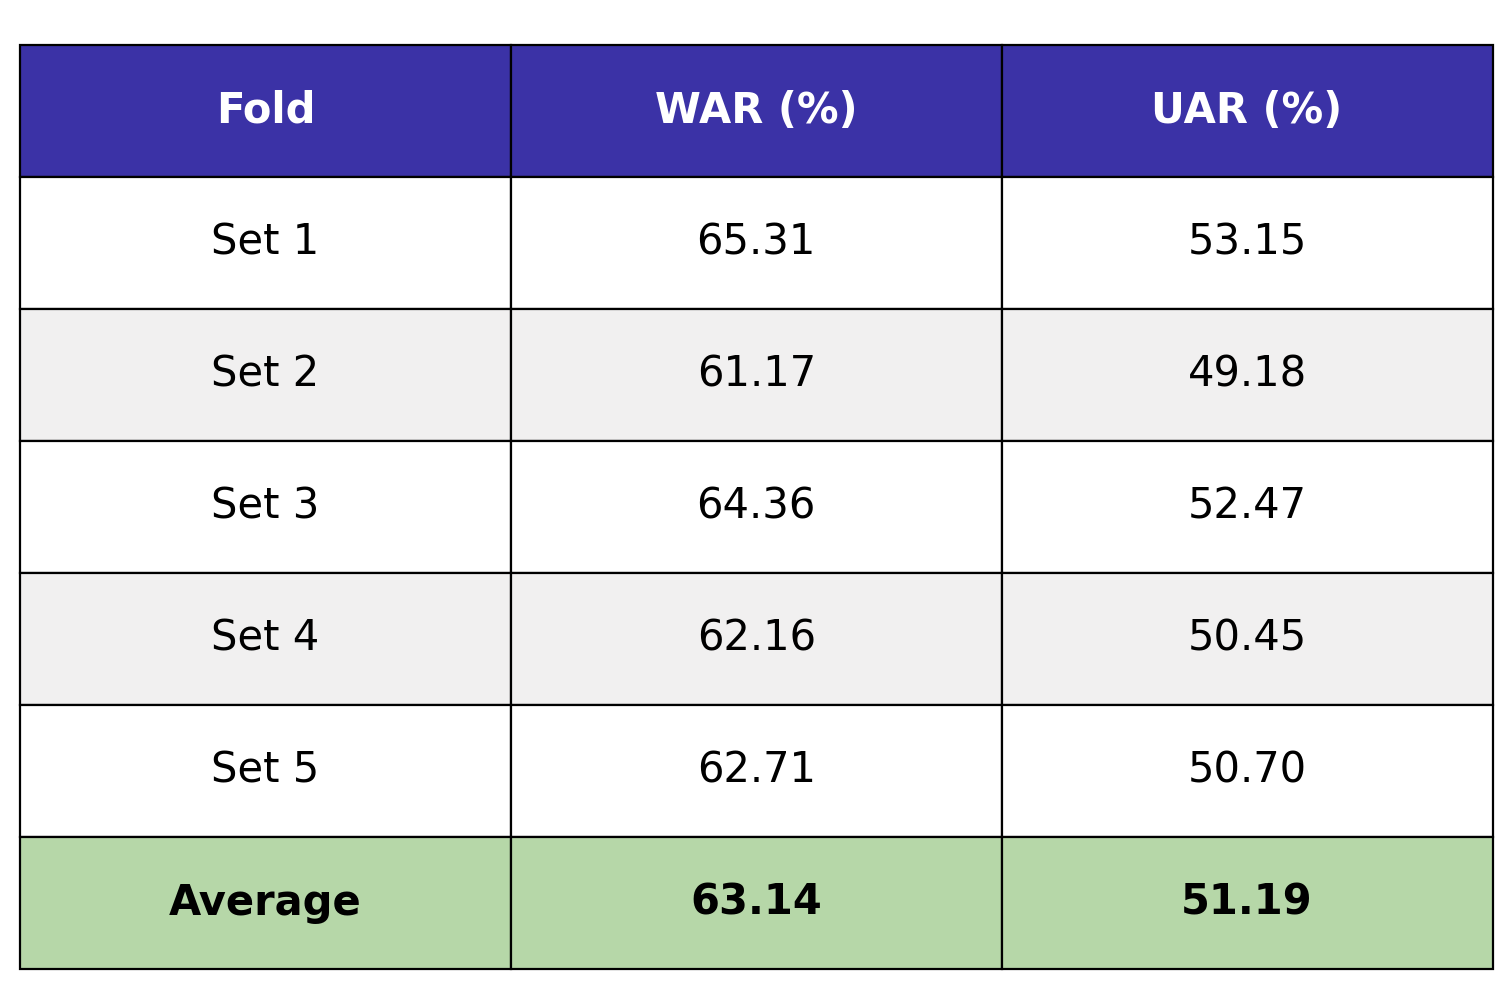 Fold WAR (%) UAR (%)
Set 1 65.31 53.15
Set 2 61.17 49.18
Set 3 64.36 52.47
Set 4 62.16 50.45
Set 5 62.71 50.70
Average 63.14 51.19